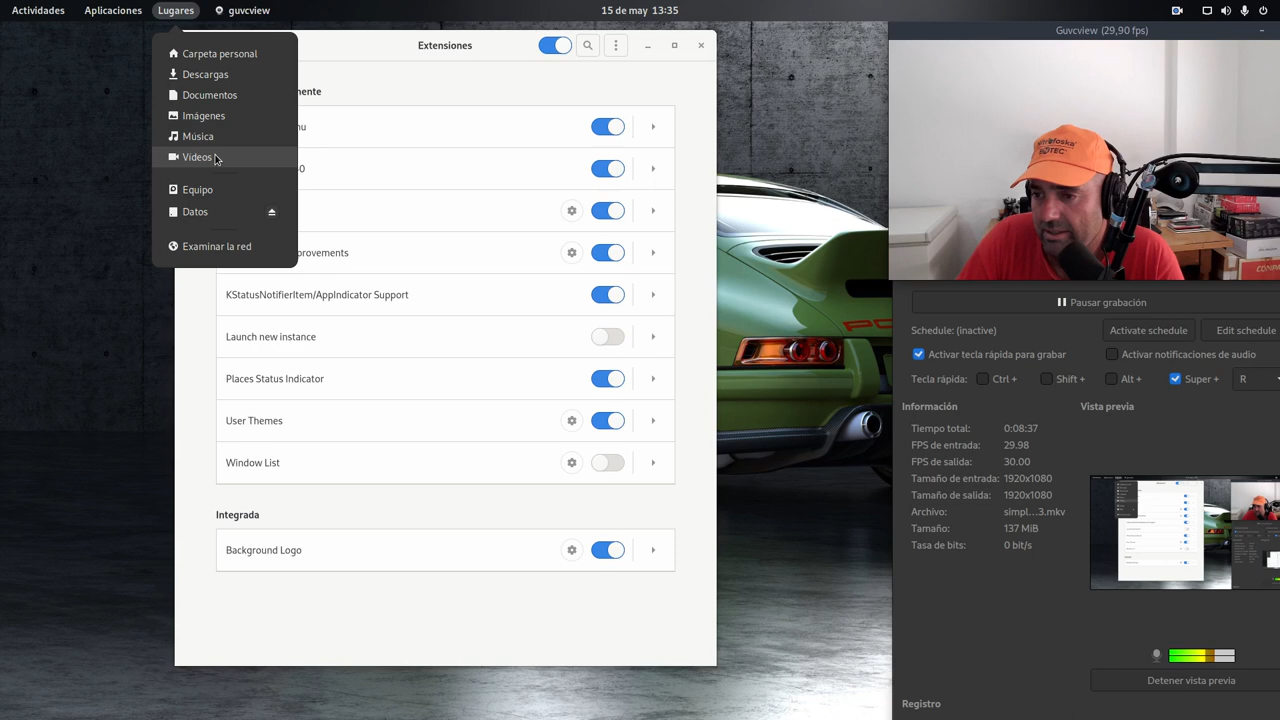 Actividades
Aplicaciones
Lugares
guvcview
15 de may 13:35
Carpeta personal
Descargas
Documentos
Imágenes
Música
Vídeos
Equipo
Datos
Examinar la red
Extensiones
mente
nu
0
provements
KStatusNotifierItem/AppIndicator Support
Launch new instance
Places Status Indicator
User Themes
Window List
Integrada
Background Logo
Guvcview (29,90 fps)
Pausar grabación
Schedule: (inactive)
Activate schedule
Edit schedule
Activar tecla rápida para grabar
Activar notificaciones de audio
Tecla rápida:
Ctrl +
Shift +
Alt +
Super +
R
Información
Vista previa
Tiempo total: 0:08:37
FPS de entrada: 29.98
FPS de salida: 30.00
Tamaño de entrada: 1920x1080
Tamaño de salida: 1920x1080
Archivo: simpl...3.mkv
Tamaño: 137 MiB
Tasa de bits: 0 bit/s
Detener vista previa
Registro